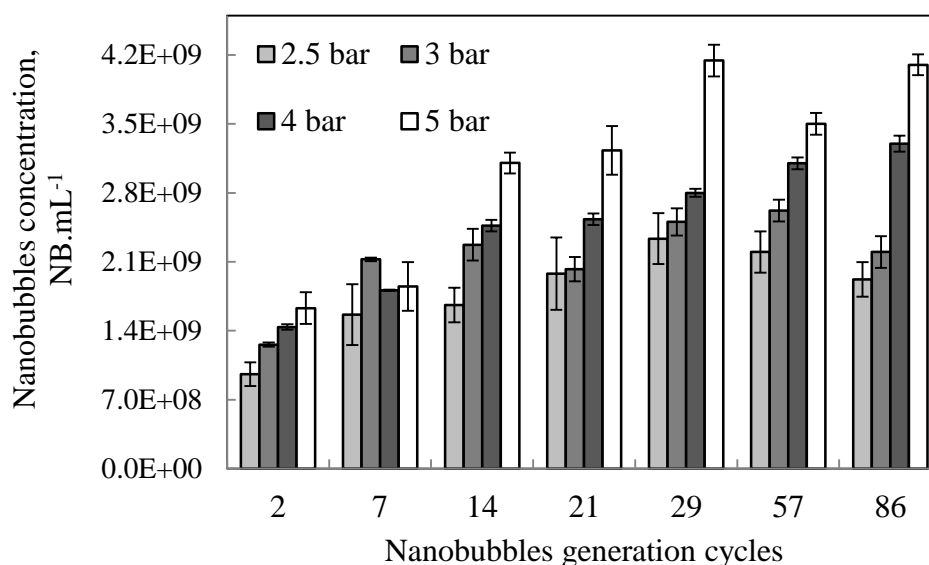 Nanobubbles concentration,
NB.mL-1
4.2E+09
3.5E+09
2.8E+09
2.1E+09
1.4E+09
7.0E+08
0.0E+00
2.5 bar 3 bar
4 bar 5 bar
2 7 14 21 29 57 86
Nanobubbles generation cycles